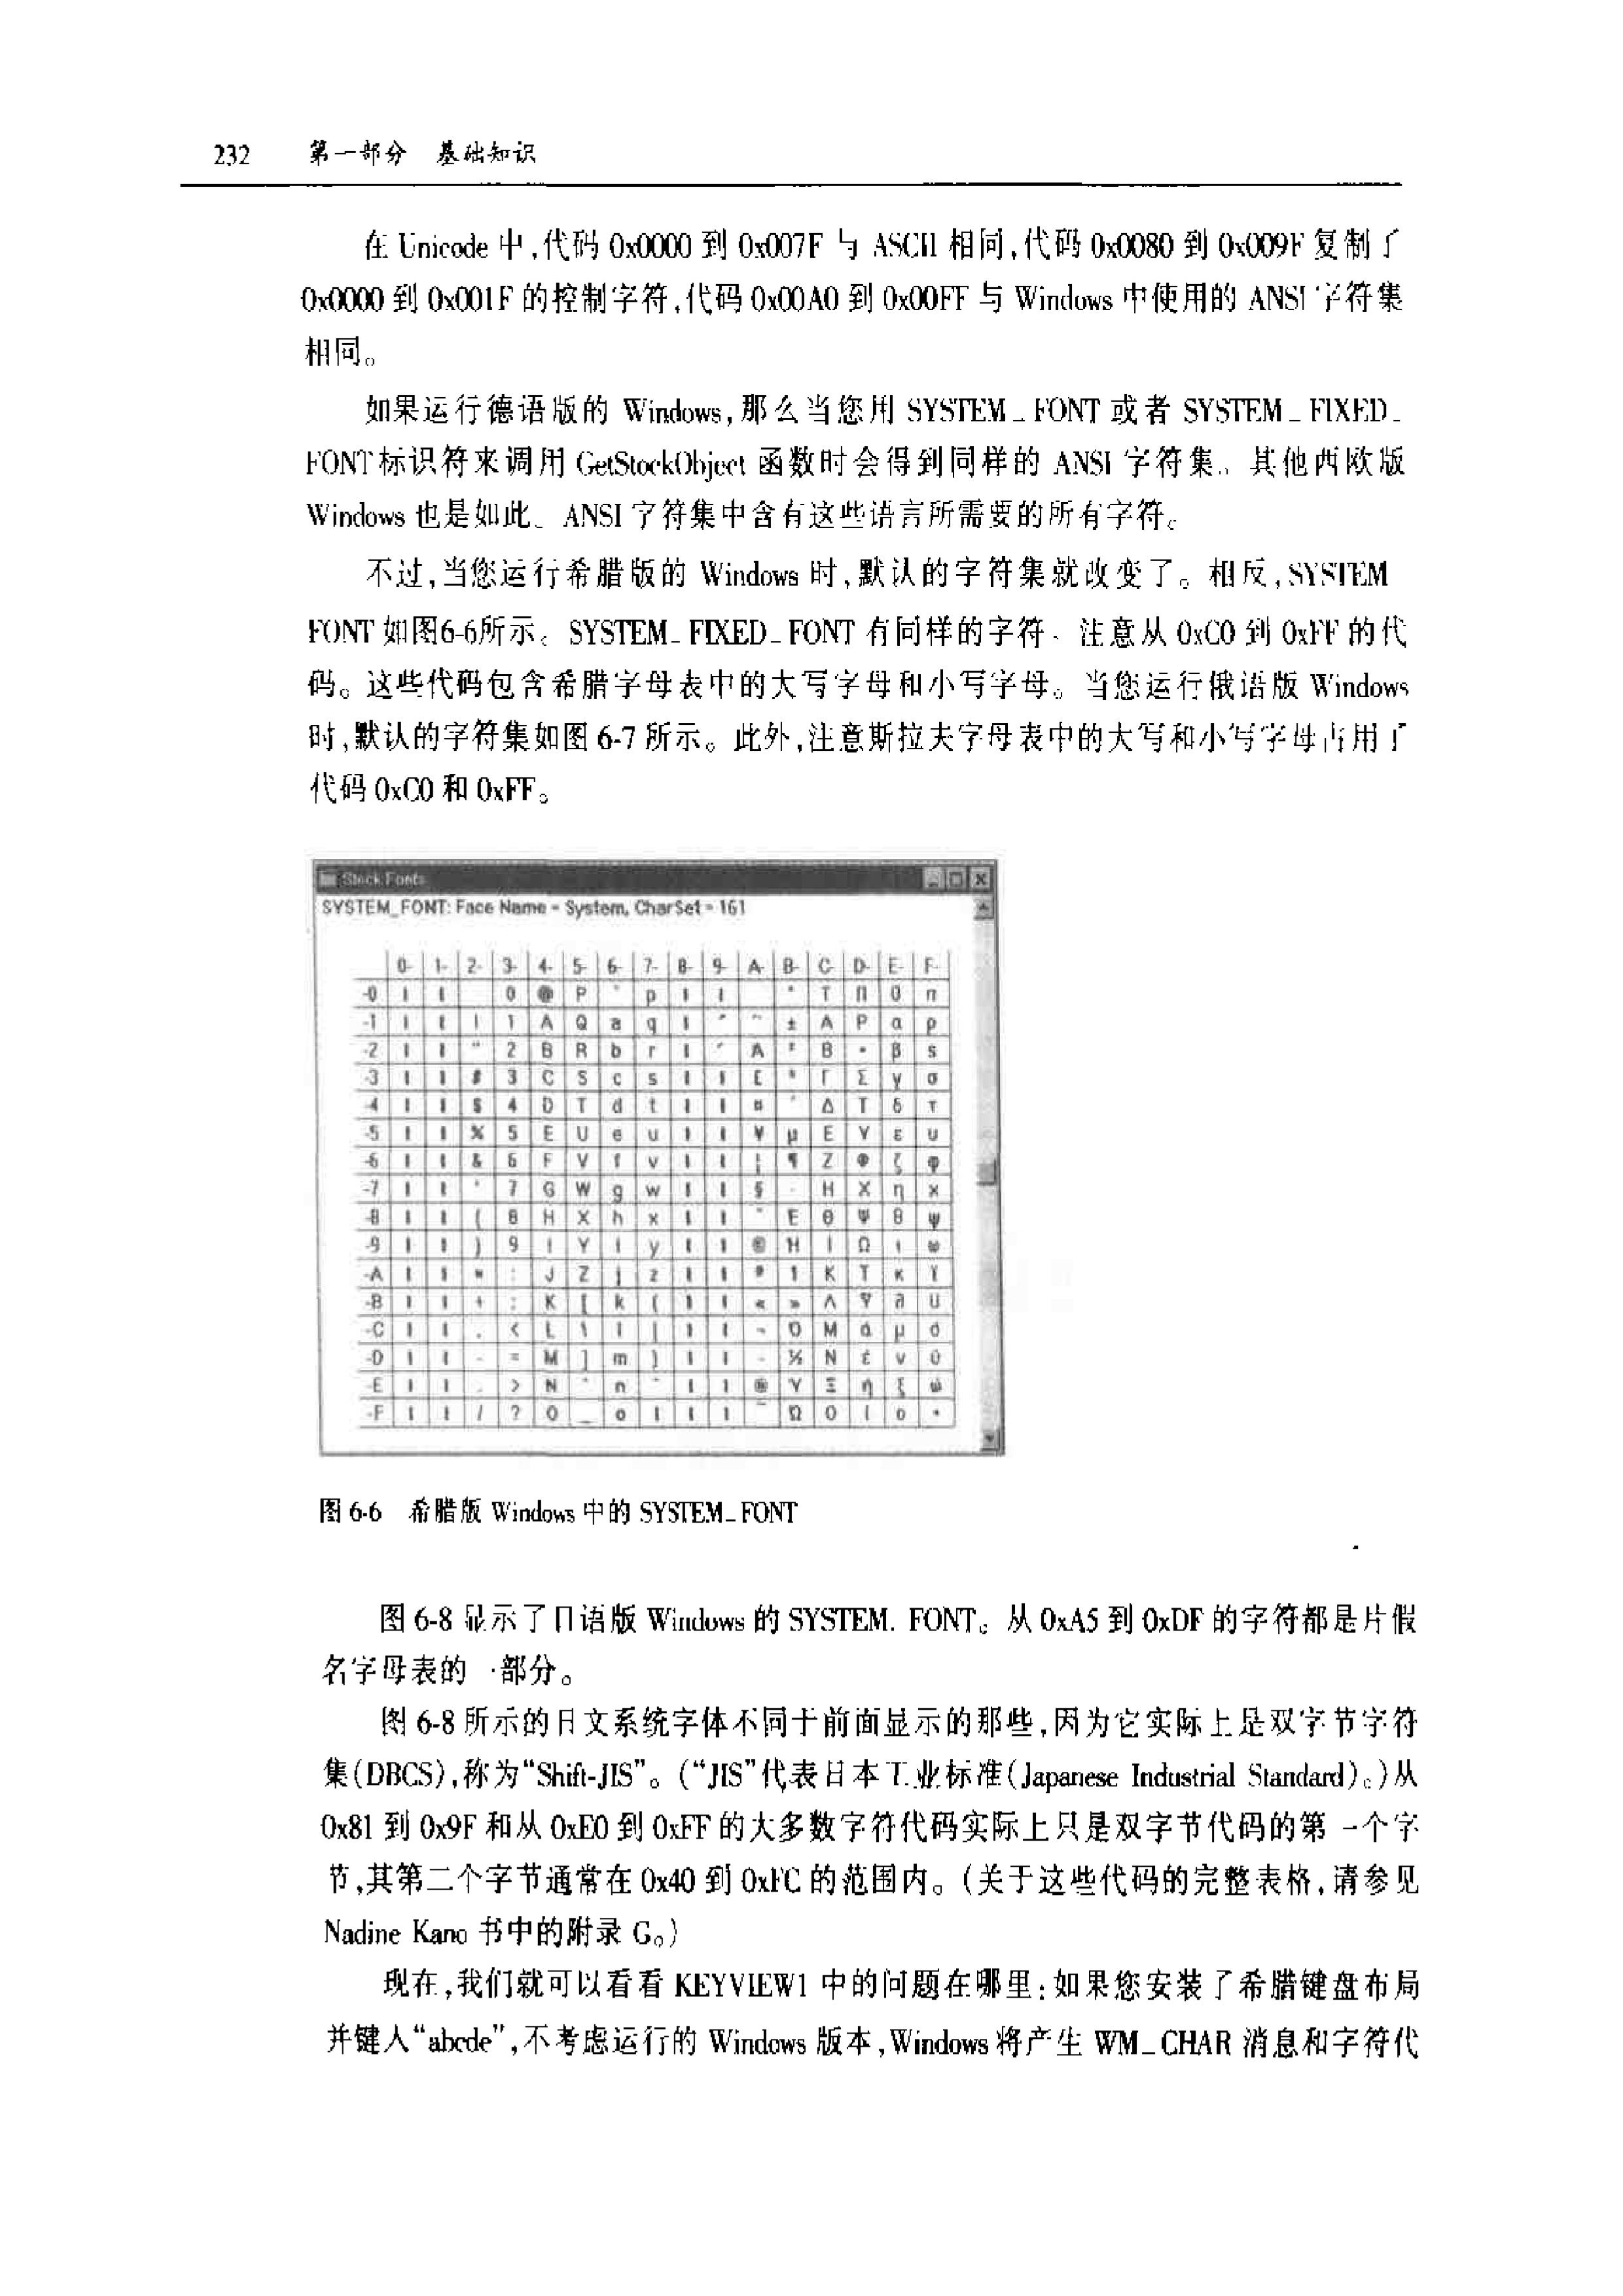 232 第一部分 基础知识
在 Unicode 中,代码 0x0000 到 0x007F 与 ASCII 相同,代码 0x0080 到 0x009F 复制了
0x0000 到 0x001F 的控制字符,代码 0x00A0 到 0x00FF 与 Windows 中使用的 ANSI 字符集
相同。
如果运行德语版的 Windows,那么当您用 SYSTEM_FONT 或者 SYSTEM_FIXED_
FONT 标识符来调用 GetStockObject 函数时会得到同样的 ANSI 字符集。其他西欧版
Windows 也是如此。ANSI 字符集中含有这些语言所需要的所有字符。
不过,当您运行希腊版的 Windows 时,默认的字符集就改变了。相反,SYSTEM
FONT 如图6-6所示。SYSTEM_FIXED_FONT 有同样的字符。注意从 0xC0 到 0xFF 的代
码。这些代码包含希腊字母表中的大写字母和小写字母。当您运行俄语版 Windows
时,默认的字符集如图 6-7 所示。此外,注意斯拉夫字母表中的大写和小写字母占用了
代码 0xC0 和 0xFF。
Stock Fonts
SYSTEM_FONT: Face Name = System, CharSet = 161
0- 1- 2- 3- 4- 5- 6- 7- 8- 9- A- B- C- D- E- F-
-0 0 @ P ` p ° Π π
-1 ! 1 A Q a q ± Α Ρ α ρ
-2 " 2 B R b r Β β ς
-3 # 3 C S c s £ Γ Σ γ σ
-4 $ 4 D T d t ¤ Δ Τ δ τ
-5 % 5 E U e u ¥ μ Ε Υ ε υ
-6 & 6 F V f v ¦ ¶ Ζ Φ ζ φ
-7 ' 7 G W g w § · Η Χ η χ
-8 ( 8 H X h x ¨ Θ Ψ θ ψ
-9 ) 9 I Y i y © Ι Ω ι ω
-A * : J Z j z Κ κ
-B + K [ k « » Λ
-C , < L \ l | ¬ Μ ά μ ό
-D - = M ] m } ½ Ν έ ν ύ
-E . > N n ® Ξ ή ξ ώ
-F / ? O _ o Ο ί ο
图 6-6 希腊版 Windows 中的 SYSTEM_FONT
图 6-8 显示了日语版 Windows 的 SYSTEM. FONT。从 0xA5 到 0xDF 的字符都是片假
名字母表的一部分。
图 6-8 所示的日文系统字体不同于前面显示的那些,因为它实际上是双字节字符
集(DBCS),称为“Shift-JIS”。(“JIS”代表日本工业标准(Japanese Industrial Standard)。)从
0x81 到 0x9F 和从 0xE0 到 0xFF 的大多数字符代码实际上只是双字节代码的第一个字
节,其第二个字节通常在 0x40 到 0xFC 的范围内。(关于这些代码的完整表格,请参见
Nadine Kano 书中的附录 G。)
现在,我们就可以看看 KEYVIEW1 中的问题在哪里:如果您安装了希腊键盘布局
并键入“abcde”,不考虑运行的 Windows 版本,Windows 将产生 WM_CHAR 消息和字符代